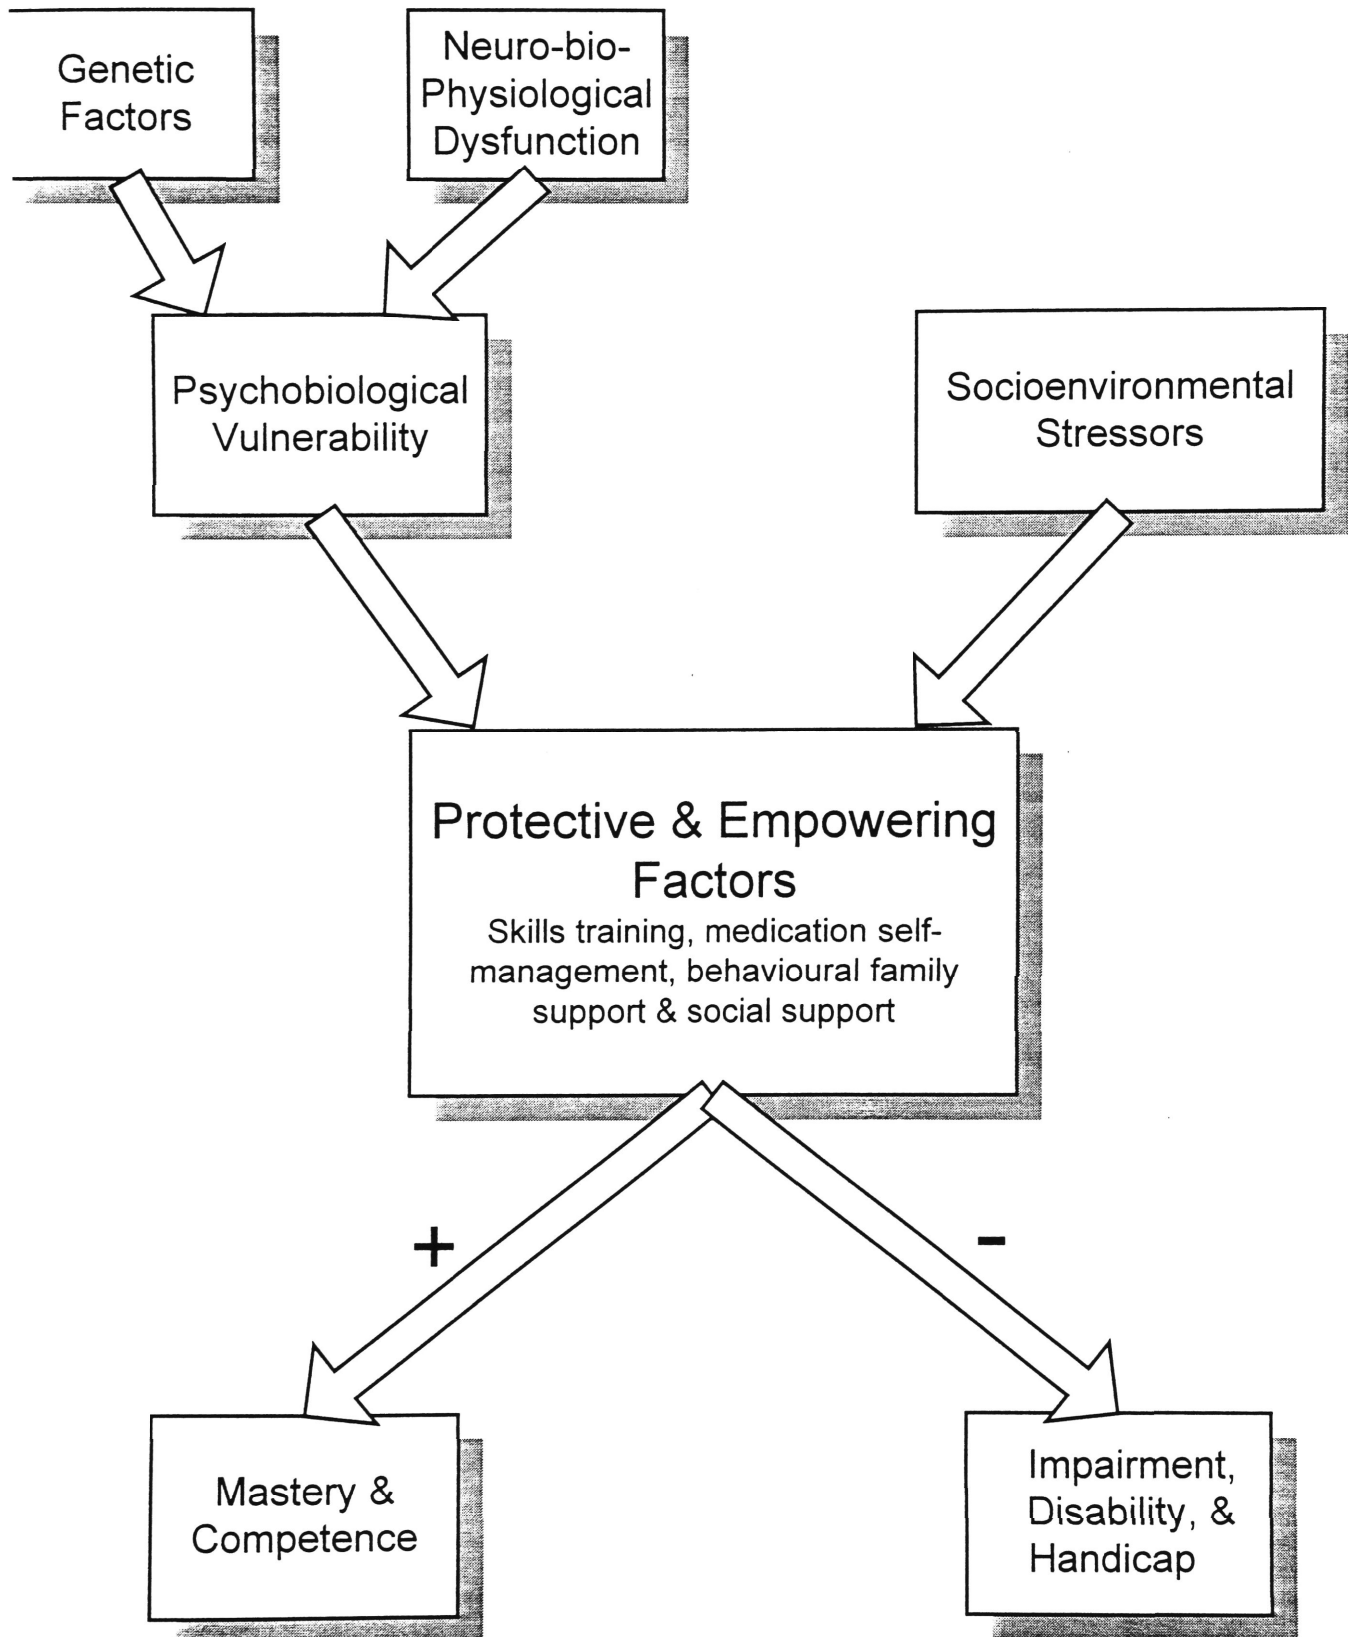 Genetic
Factors
Neuro-bio-
Physiological
Dysfunction
Psychobiological
Vulnerability
Socioenvironmental
Stressors
Protective & Empowering
Factors
Skills training, medication self-
management, behavioural family
support & social support
+
-
Mastery &
Competence
Impairment,
Disability, &
Handicap